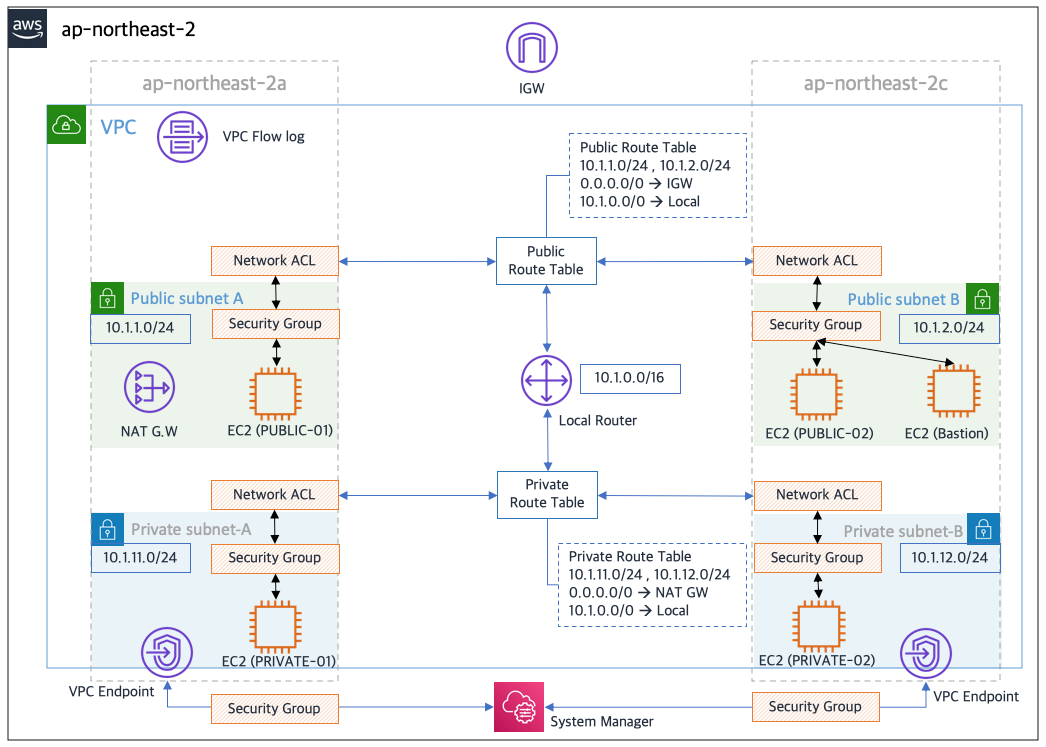 aws
ap-northeast-2
IGW
ap-northeast-2a
ap-northeast-2c
VPC
VPC Flow log
Public Route Table
10.1.1.0/24 , 10.1.2.0/24
0.0.0.0/0 → IGW
10.1.0.0/0 → Local
Network ACL
Public
Route Table
Network ACL
Public subnet A
10.1.1.0/24
Security Group
NAT G.W
EC2 (PUBLIC-01)
10.1.0.0/16
Local Router
Public subnet B
Security Group
10.1.2.0/24
EC2 (PUBLIC-02)
EC2 (Bastion)
Network ACL
Private
Route Table
Network ACL
Private subnet-A
10.1.11.0/24
Security Group
EC2 (PRIVATE-01)
VPC Endpoint
Private Route Table
10.1.11.0/24 , 10.1.12.0/24
0.0.0.0/0 → NAT GW
10.1.0.0/0 → Local
Private subnet-B
Security Group
10.1.12.0/24
EC2 (PRIVATE-02)
VPC Endpoint
Security Group
System Manager
Security Group